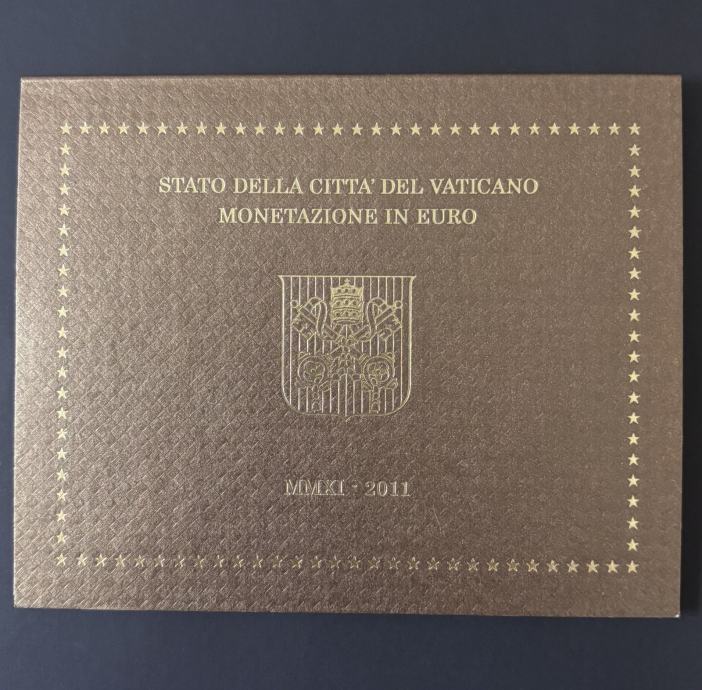 STATO DELLA CITTA' DEL VATICANO
MONETAZIONE IN EURO
MMXI - 2011